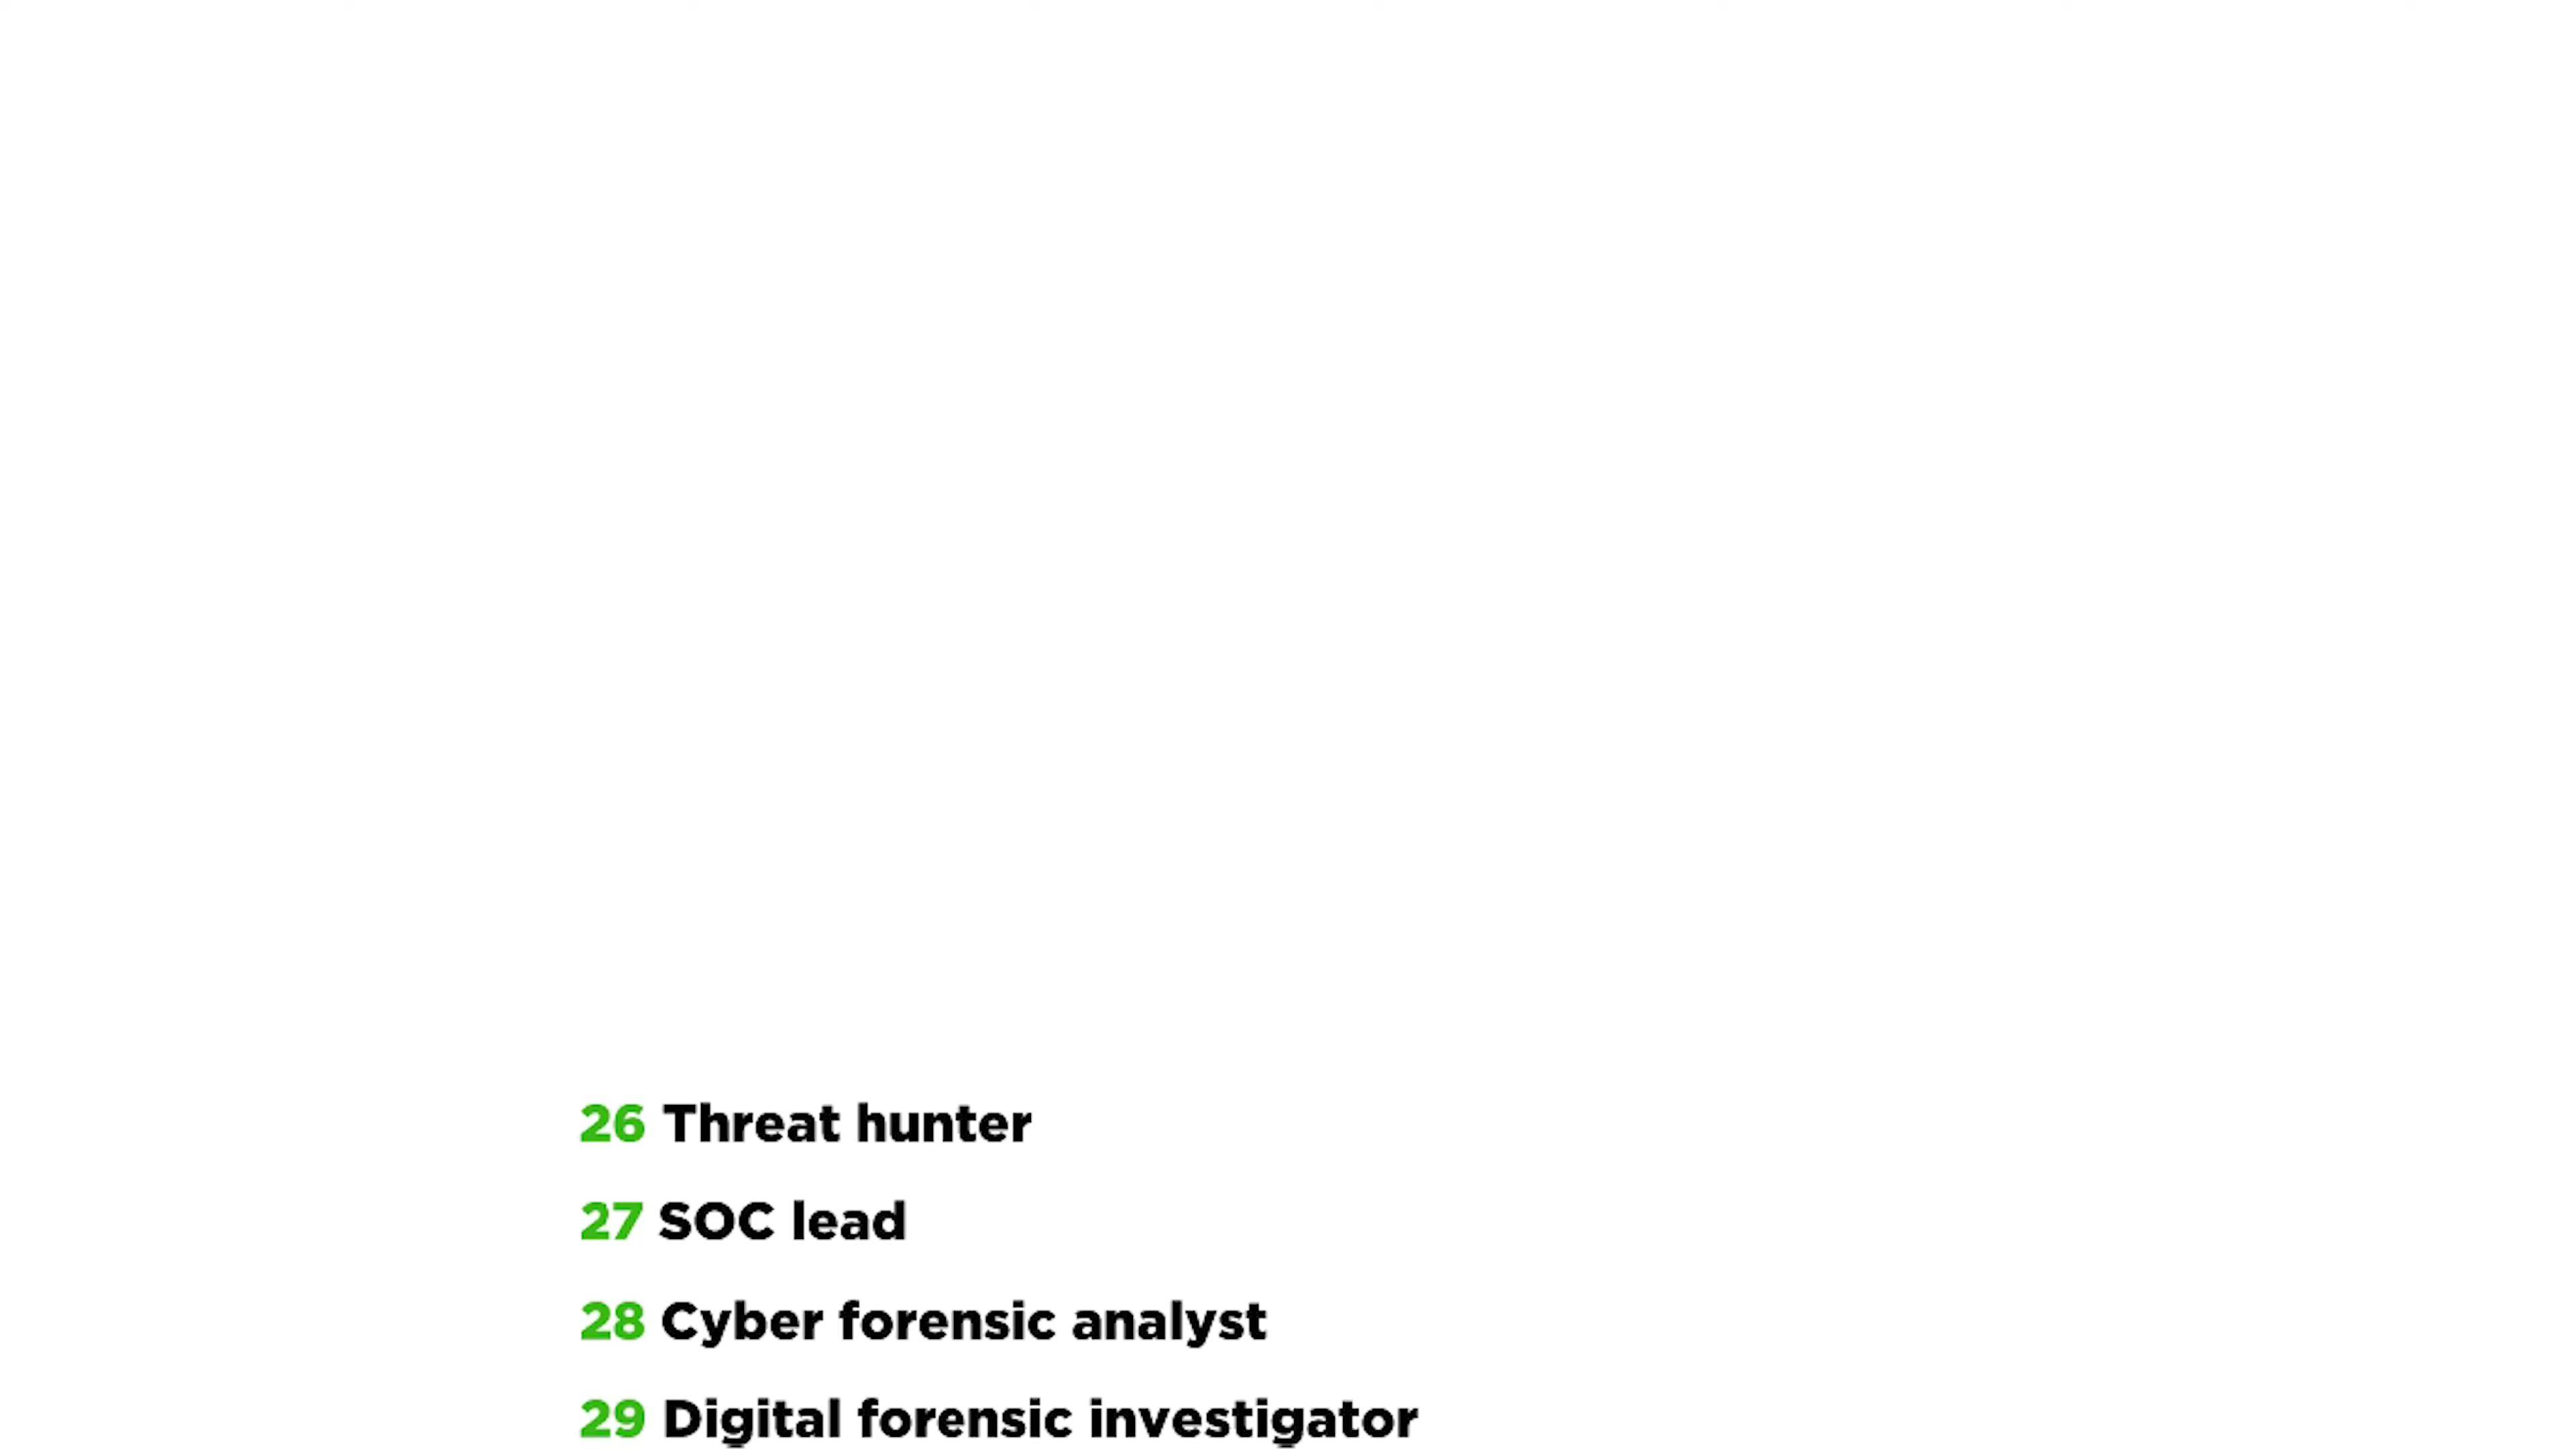 26 Threat hunter
27 SOC lead
28 Cyber forensic analyst
29 Digital forensic investigator